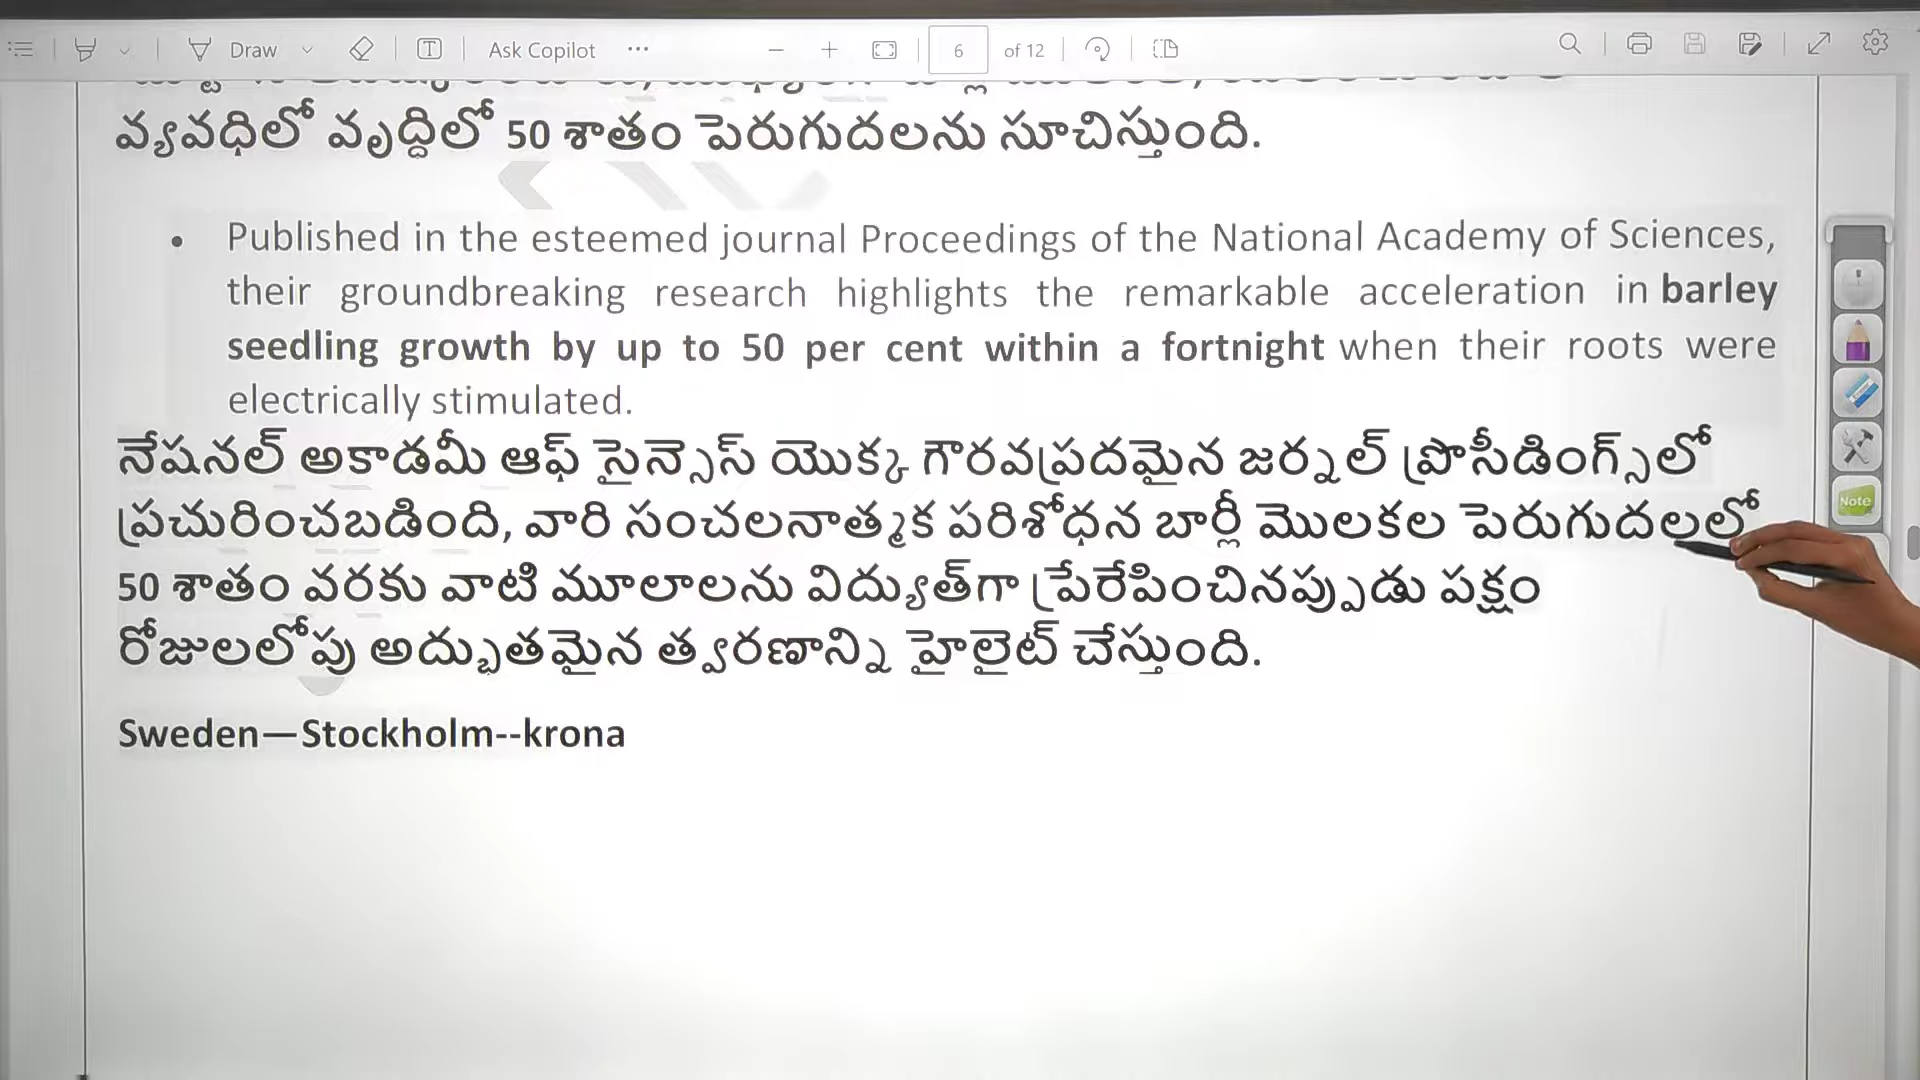 Draw
Ask Copilot
6 of 12
వ్యవధిలో వృద్ధిలో 50 శాతం పెరుగుదలను సూచిస్తుంది.
• Published in the esteemed journal Proceedings of the National Academy of Sciences,
their groundbreaking research highlights the remarkable acceleration in barley
seedling growth by up to 50 per cent within a fortnight when their roots were
electrically stimulated.
నేషనల్ అకాడమీ ఆఫ్ సైన్సెస్ యొక్క గౌరవప్రదమైన జర్నల్ ప్రొసీడింగ్స్‌లో
ప్రచురించబడింది, వారి సంచలనాత్మక పరిశోధన బార్లీ మొలకల పెరుగుదలలో
50 శాతం వరకు వాటి మూలాలను విద్యుత్‌గా ప్రేరేపించినప్పుడు పక్షం
రోజులలోపు అద్భుతమైన త్వరణాన్ని హైలైట్ చేస్తుంది.
Sweden—Stockholm--krona
Note